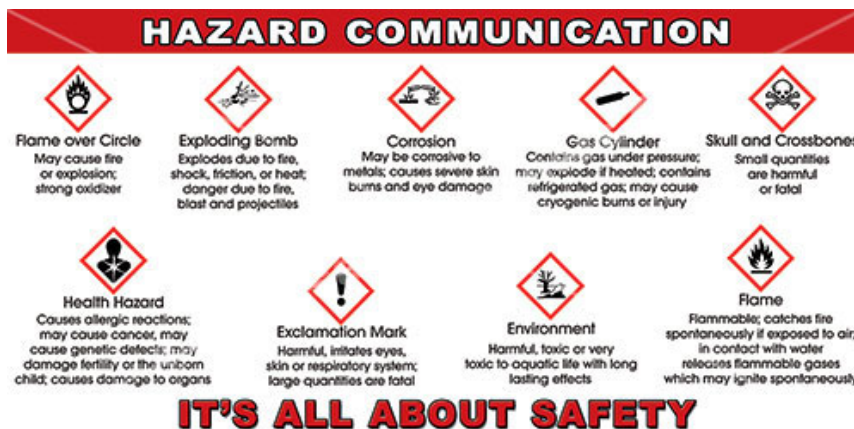 HAZARD COMMUNICATION
Flame over Circle
May cause fire
or explosion;
strong oxidizer
Exploding Bomb
Explodes due to fire,
shock, friction, or heat;
danger due to fire,
blast and projectiles
Corrosion
May be corrosive to
metals; causes severe skin
burns and eye damage
Gas Cylinder
Contains gas under pressure;
may explode if heated; contains
refrigerated gas; may cause
cryogenic burns or injury
Skull and Crossbones
Small quantities
are harmful
or fatal
Health Hazard
Causes allergic reactions;
may cause cancer, may
cause genetic defects; may
damage fertility or the unborn
child; causes damage to organs
Exclamation Mark
Harmful, irritates eyes,
skin or respiratory system;
large quantities are fatal
Environment
Harmful, toxic or very
toxic to aquatic life with long
lasting effects
Flame
Flammable; catches fire
spontaneously if exposed to air;
in contact with water
releases flammable gases
which may ignite spontaneously
IT'S ALL ABOUT SAFETY